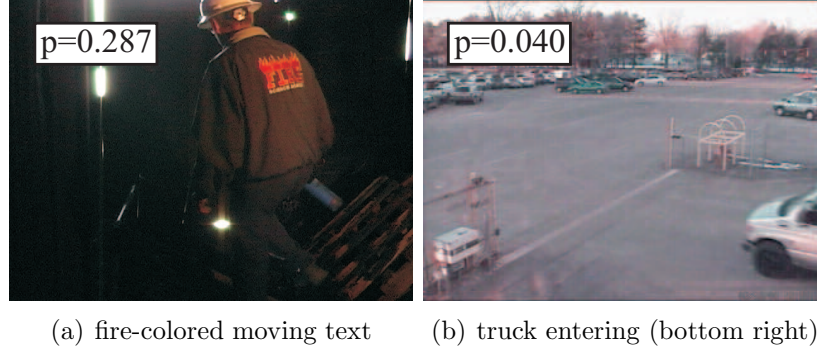 p=0.287
p=0.040
(a) fire-colored moving text
(b) truck entering (bottom right)